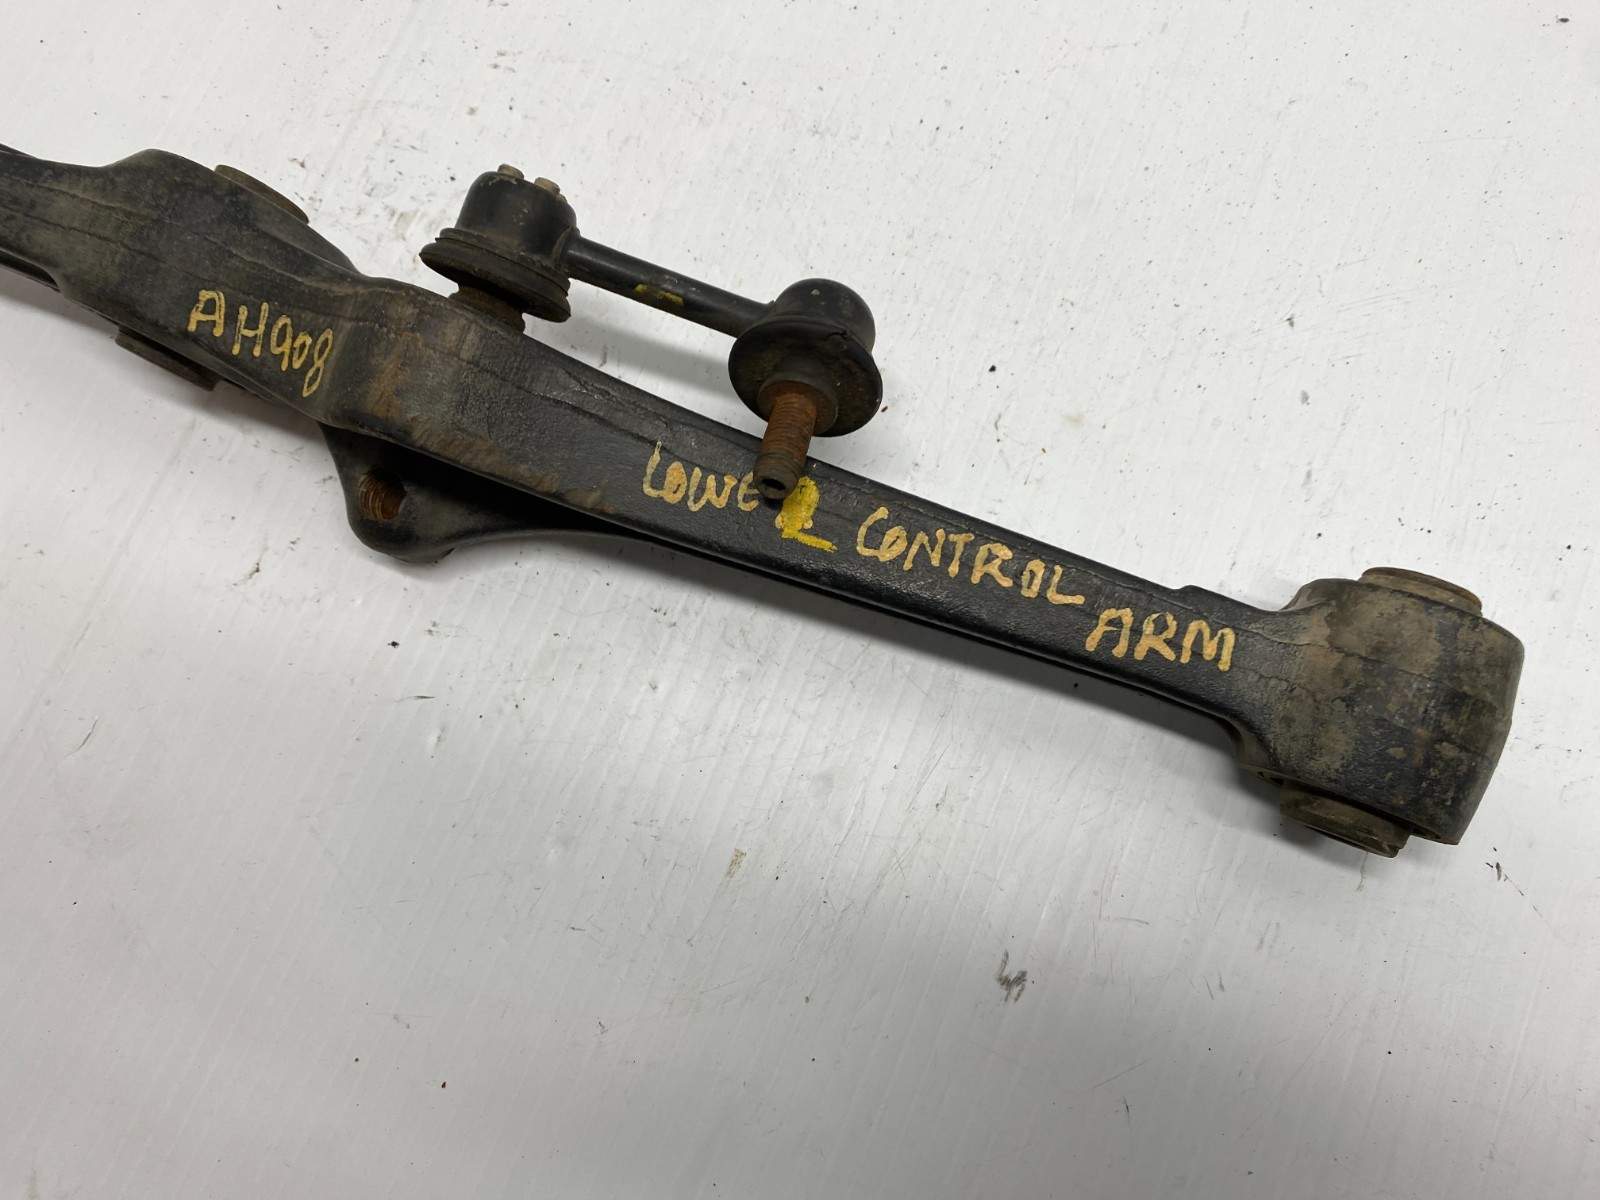 AH908
LOWER CONTROL ARM